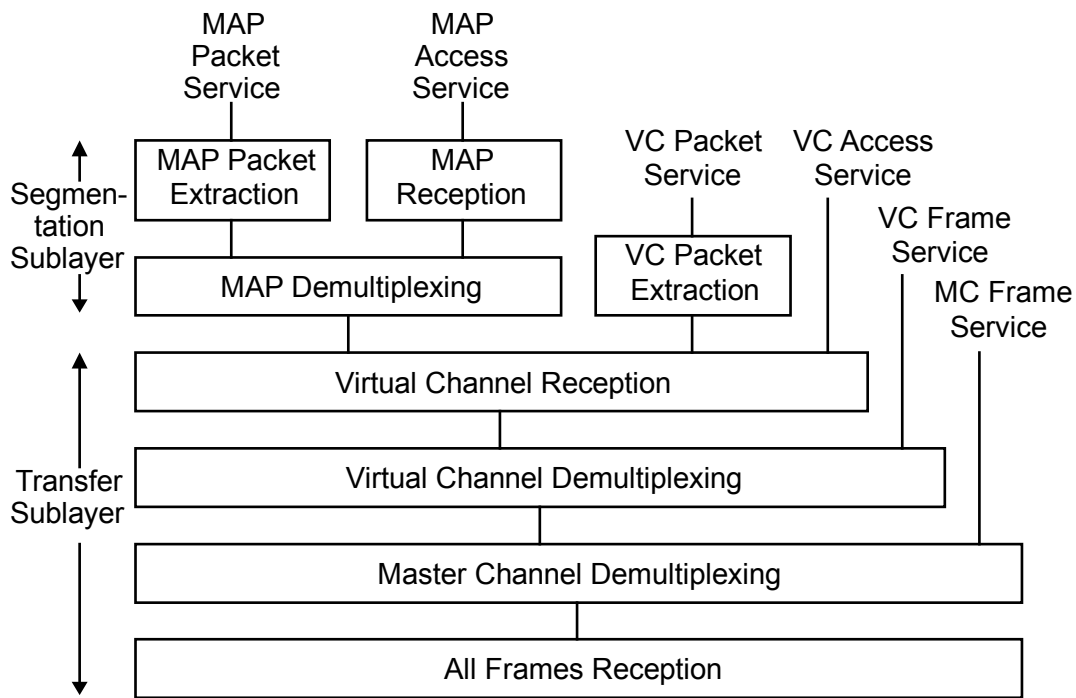 MAP
Packet
Service
MAP
Access
Service
MAP Packet
Extraction
MAP
Reception
VC Packet
Service
VC Access
Service
Segmen-
tation
Sublayer
VC Frame
Service
MAP Demultiplexing
VC Packet
Extraction
MC Frame
Service
Virtual Channel Reception
Virtual Channel Demultiplexing
Transfer
Sublayer
Master Channel Demultiplexing
All Frames Reception